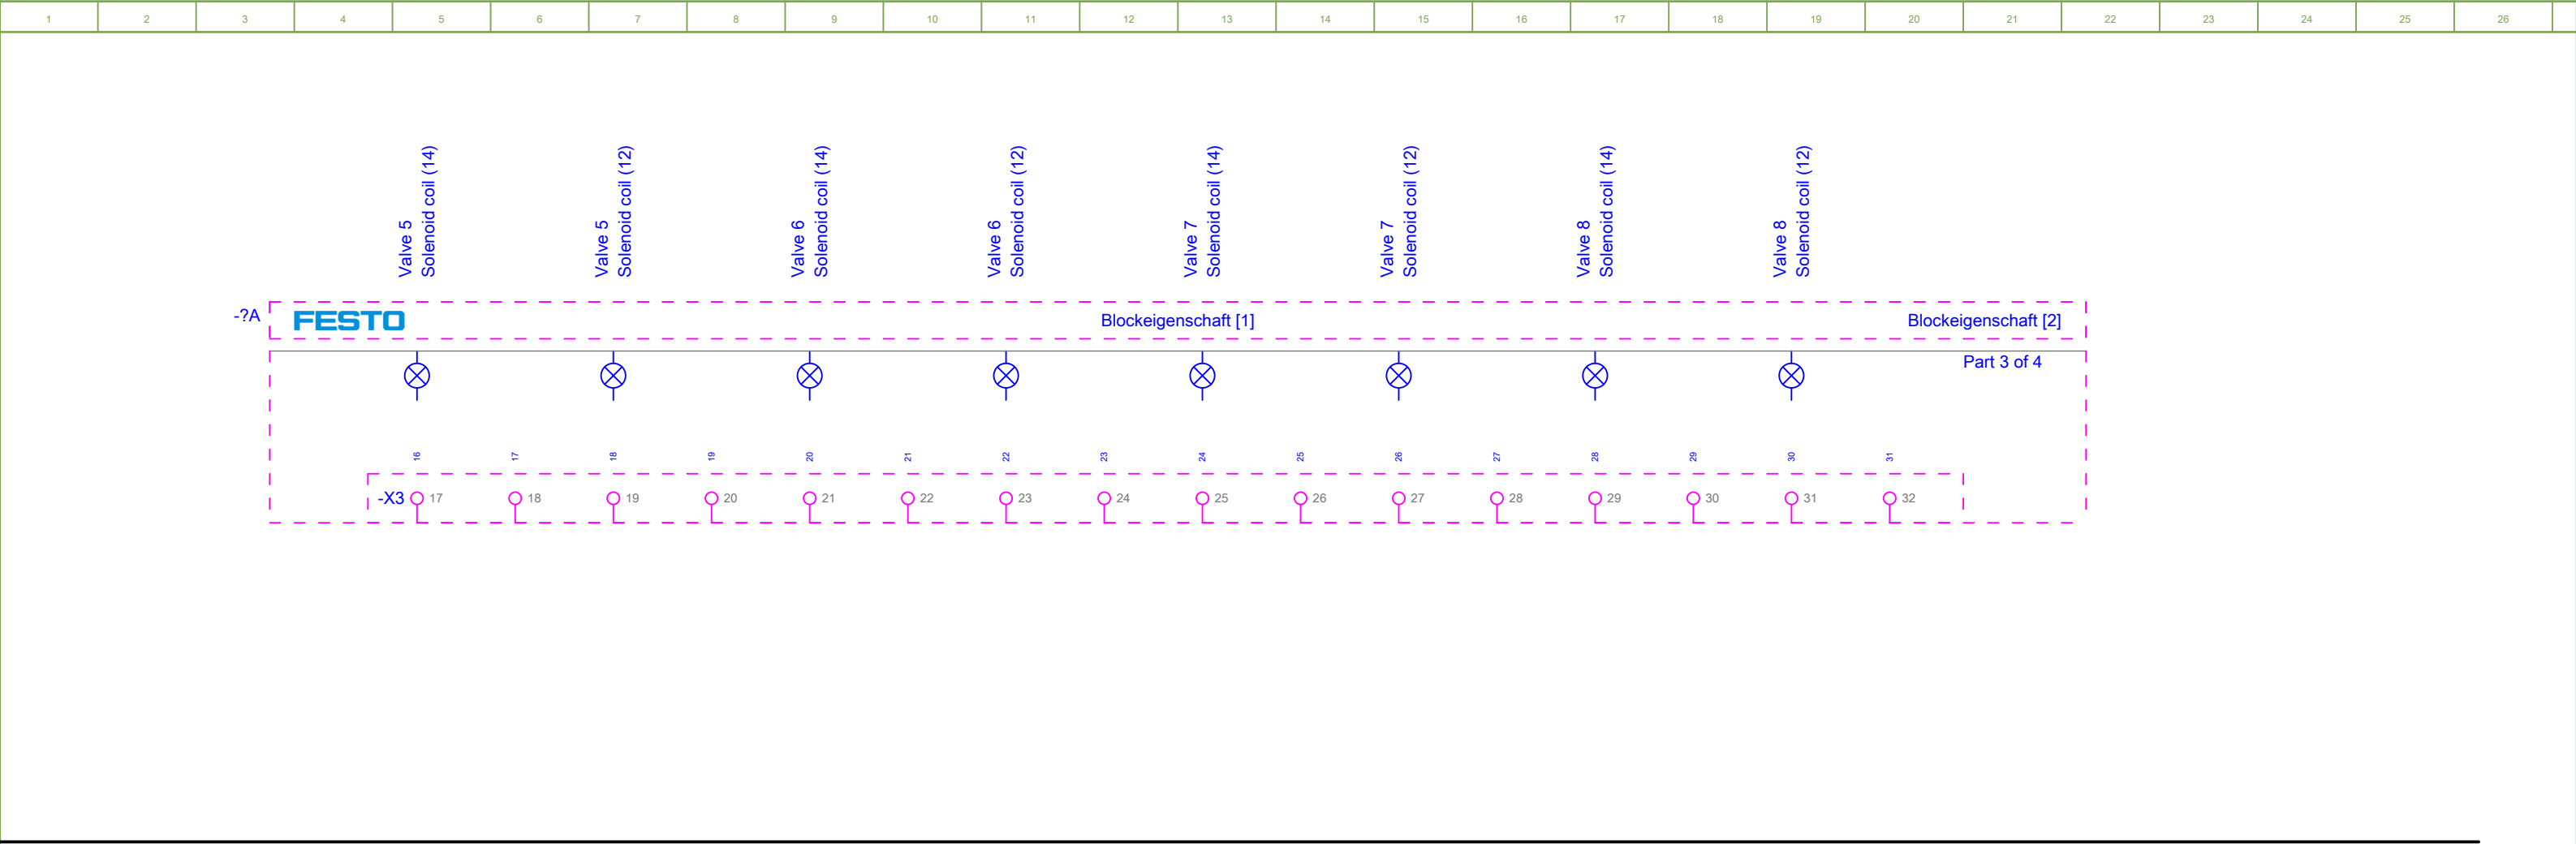 1 2 3 4 5 6 7 8 9 10 11 12 13 14 15 16 17 18 19 20 21 22 23 24 25 26
Valve 5
Solenoid coil (14)
Valve 5
Solenoid coil (12)
Valve 6
Solenoid coil (14)
Valve 6
Solenoid coil (12)
Valve 7
Solenoid coil (14)
Valve 7
Solenoid coil (12)
Valve 8
Solenoid coil (14)
Valve 8
Solenoid coil (12)
-?A FESTO Blockeigenschaft [1] Blockeigenschaft [2]
Part 3 of 4
16 17 18 19 20 21 22 23 24 25 26 27 28 29 30 31
-X3 17 18 19 20 21 22 23 24 25 26 27 28 29 30 31 32